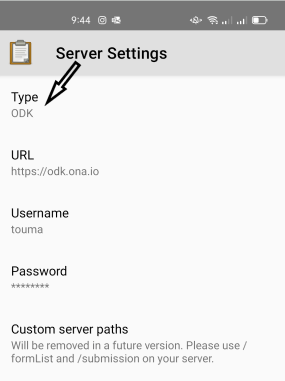 9:44
Server Settings
Type
ODK
URL
https://odk.ona.io
Username
touma
Password
********
Custom server paths
Will be removed in a future version. Please use /
formList and /submission on your server.